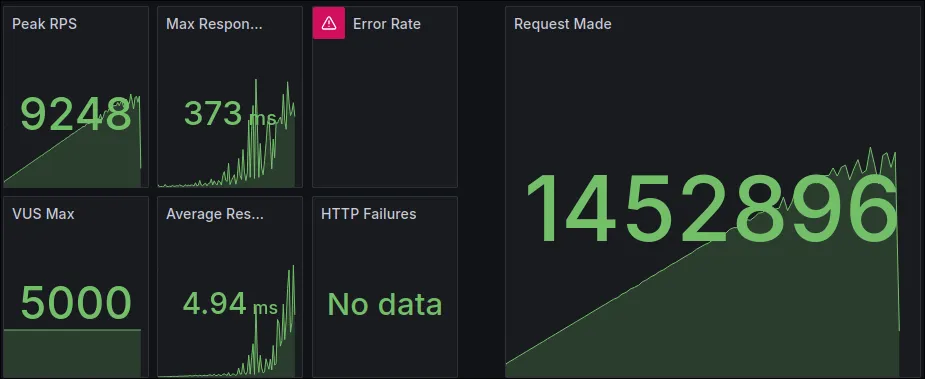 Peak RPS
9248
Max Respon...
373 ms
Error Rate
Request Made
1452896
VUS Max
5000
Average Res...
4.94 ms
HTTP Failures
No data